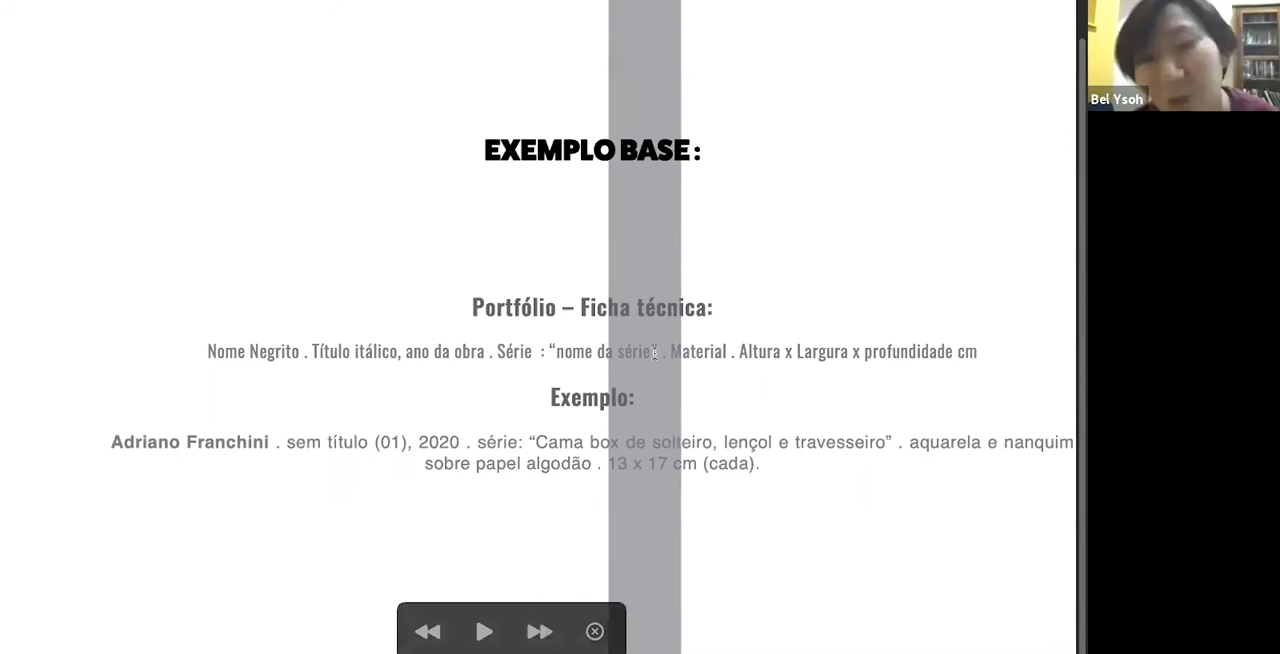 EXEMPLO BASE :
Portfólio – Ficha técnica:
Nome Negrito . Título itálico, ano da obra . Série : “nome da série” . Material . Altura x Largura x profundidade cm
Exemplo:
Adriano Franchini . sem título (01), 2020 . série: “Cama box de solteiro, lençol e travesseiro” . aquarela e nanquim
sobre papel algodão . 13 x 17 cm (cada).
Bel Ysoh